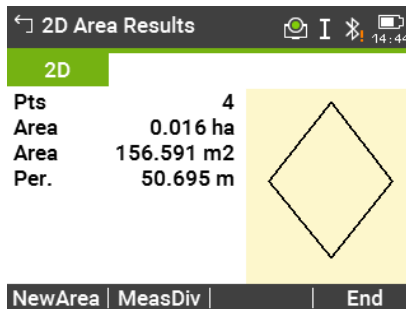 2D Area Results I 14:44
2D
Pts 4
Area 0.016 ha
Area 156.591 m2
Per. 50.695 m
NewArea MeasDiv End